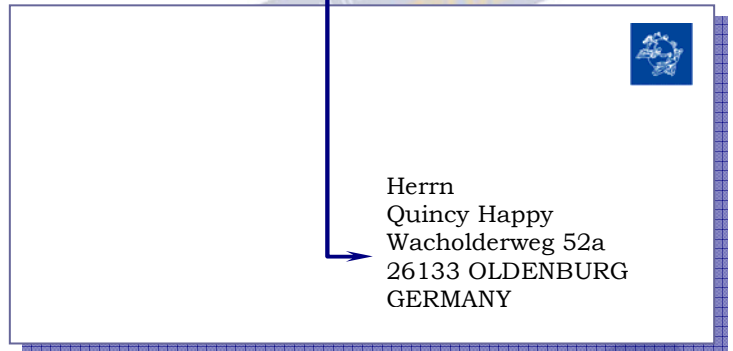 Herrn
Quincy Happy
Wacholderweg 52a
26133 OLDENBURG
GERMANY